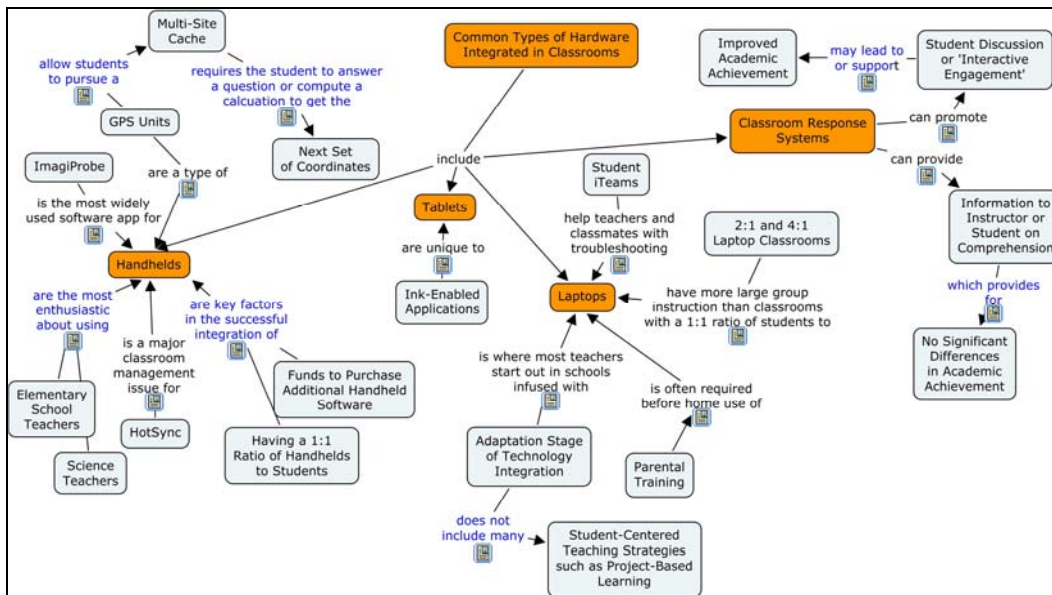 Multi-Site
Cache
Common Types of Hardware
Integrated in Classrooms
Improved
Academic
Achievement
may lead to
or support
Student Discussion
or 'Interactive
Engagement'
allow students
to pursue a
requires the student to answer
a question or compute a
calcuation to get the
GPS Units
Classroom Response
Systems
can promote
Next Set
of Coordinates
include
can provide
ImagiProbe
are a type of
Student
iTeams
is the most widely
used software app for
Tablets
help teachers and
classmates with
troubleshooting
2:1 and 4:1
Laptop Classrooms
Information to
Instructor or
Student on
Comprehension
Handhelds
are unique to
Ink-Enabled
Applications
Laptops
have more large group
instruction than classrooms
with a 1:1 ratio of students to
which provides
for
are the most
enthusiastic
about using
are key factors
in the successful
integration of
is a major
classroom
management
issue for
is where most teachers
start out in schools
infused with
No Significant
Differences
in Academic
Achievement
Elementary
School
Teachers
HotSync
Funds to Purchase
Additional Handheld
Software
is often required
before home use of
Science
Teachers
Having a 1:1
Ratio of Handhelds
to Students
Adaptation Stage
of Technology
Integration
Parental
Training
does not
include many
Student-Centered
Teaching Strategies
such as Project-Based
Learning